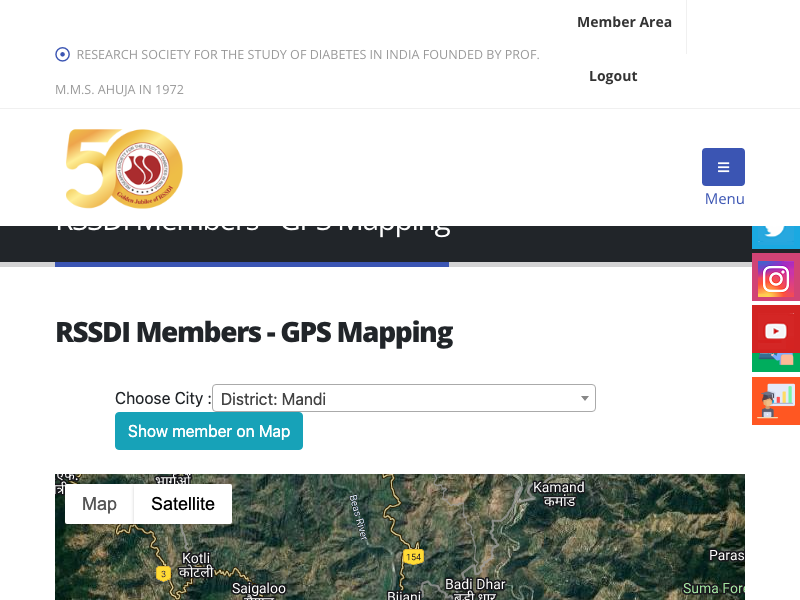 Member Area
RESEARCH SOCIETY FOR THE STUDY OF DIABETES IN INDIA FOUNDED BY PROF.
M.M.S. AHUJA IN 1972
Logout
50
Golden Jubilee of RSSDI
Menu
RSSDI Members - GPS Mapping
RSSDI Members - GPS Mapping
Choose City :
District: Mandi
Show member on Map
Map
Satellite
Kamand
कमांड
Beas River
154
Kotli
कोटली
3
Paras
Saigaloo
Badi Dhar
Suma Fore
Bijani